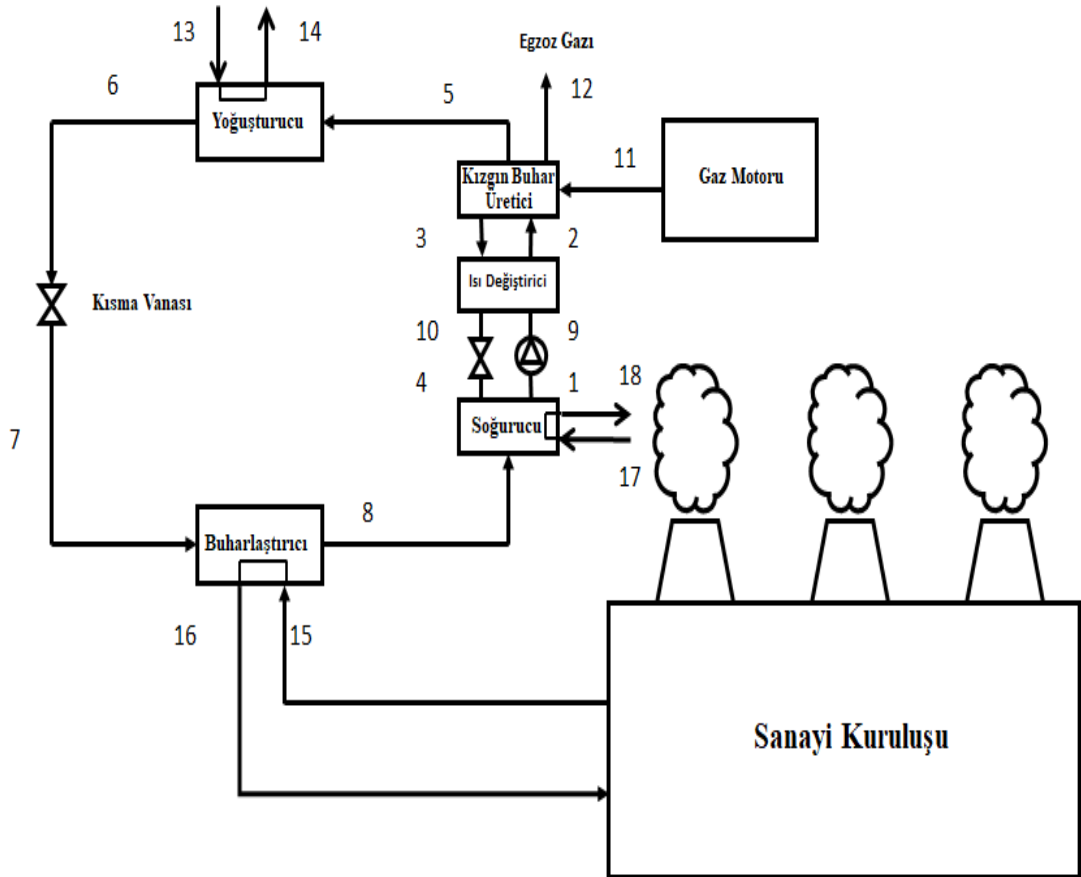 13
14
Egzoz Gazı
6
5
12
Yoğuşturucu
11
Gaz Motoru
Kızgın Buhar
Üretici
3
2
Isı Değiştirici
Kısma Vanası
10
9
4
1
18
Soğurucu
7
17
8
Buharlaştırıcı
16
15
Sanayi Kuruluşu